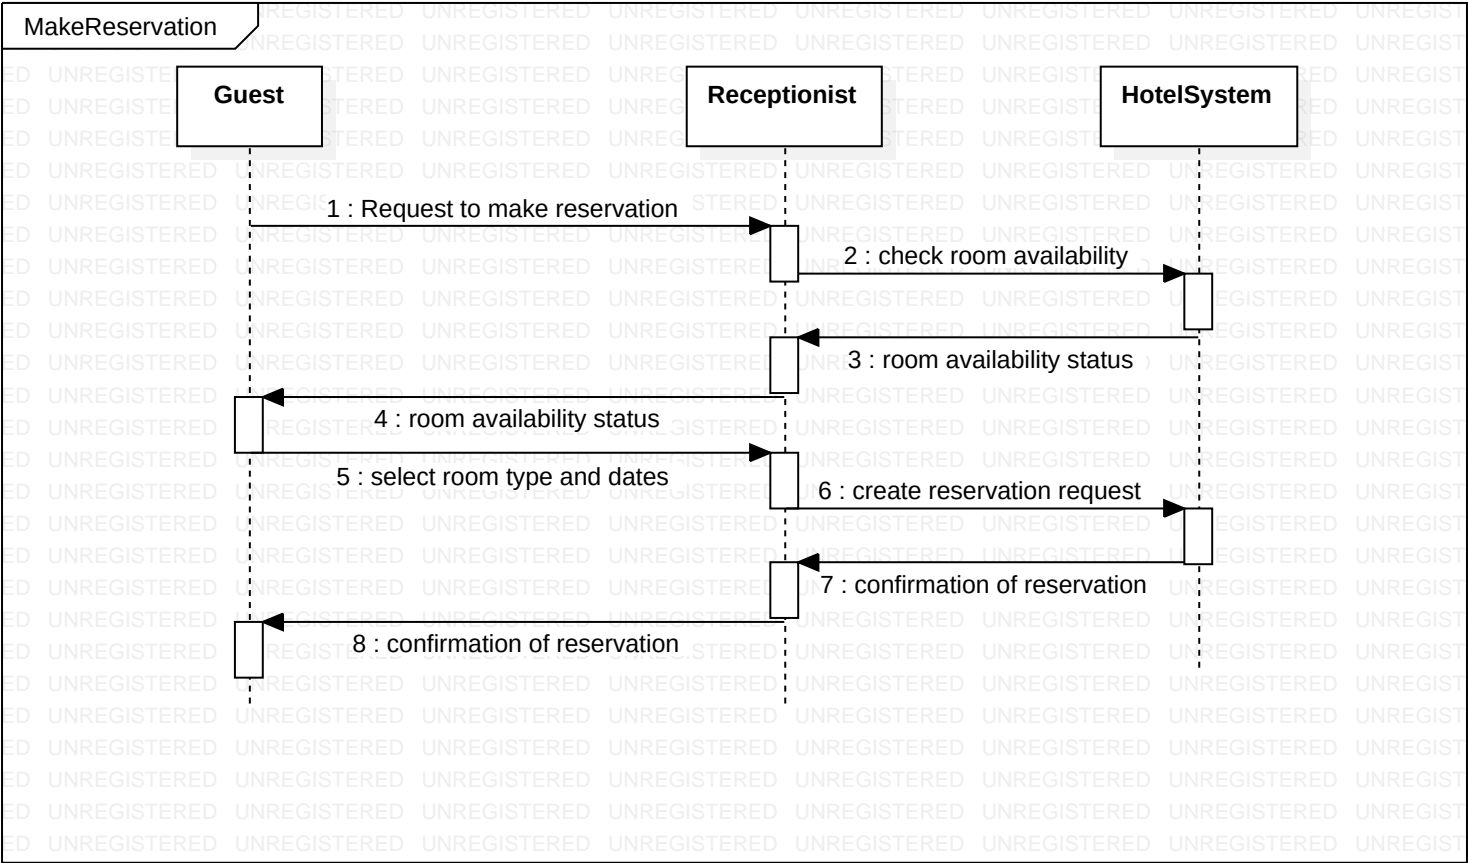 MakeReservation
Guest
Receptionist
HotelSystem
1 : Request to make reservation
2 : check room availability
3 : room availability status
4 : room availability status
5 : select room type and dates
6 : create reservation request
7 : confirmation of reservation
8 : confirmation of reservation
UNREGISTERED